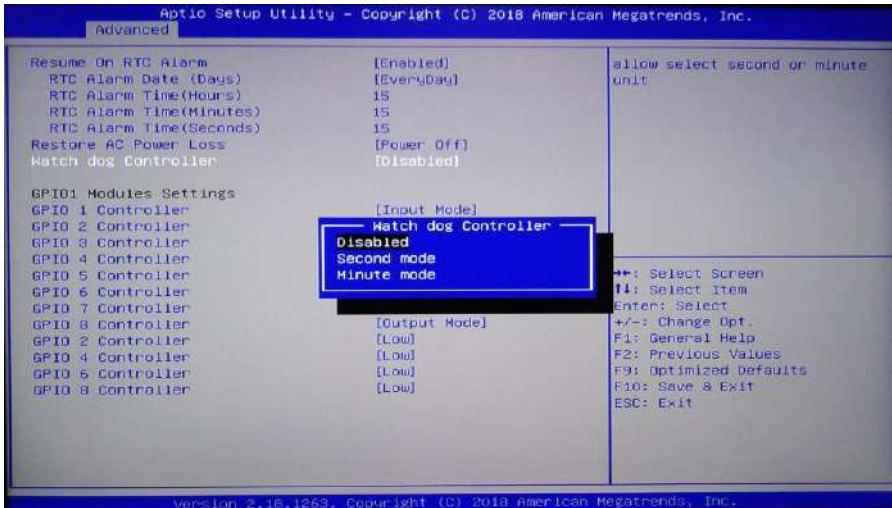 Aptio Setup Utility – Copyright (C) 2018 American Megatrends, Inc.
Advanced
Resume On RTC Alarm [Enabled]
RTC Alarm Date (Days) [EveryDay]
RTC Alarm Time(Hours) 15
RTC Alarm Time(Minutes) 15
RTC Alarm Time(Seconds) 15
Restore AC Power Loss [Power Off]
Watch dog Controller [Disabled]
GPIO1 Modules Settings
GPIO 1 Controller [Input Mode]
GPIO 2 Controller
GPIO 3 Controller
GPIO 4 Controller
GPIO 5 Controller
GPIO 6 Controller
GPIO 7 Controller
GPIO 8 Controller [Output Mode]
GPIO 2 Controller [Low]
GPIO 4 Controller [Low]
GPIO 6 Controller [Low]
GPIO 8 Controller [Low]
Watch dog Controller
Disabled
Second mode
Minute mode
allow select second or minute
unit
→←: Select Screen
↑↓: Select Item
Enter: Select
+/-: Change Opt.
F1: General Help
F2: Previous Values
F9: Optimized Defaults
F10: Save & Exit
ESC: Exit
Version 2.18.1263. Copyright (C) 2018 American Megatrends, Inc.